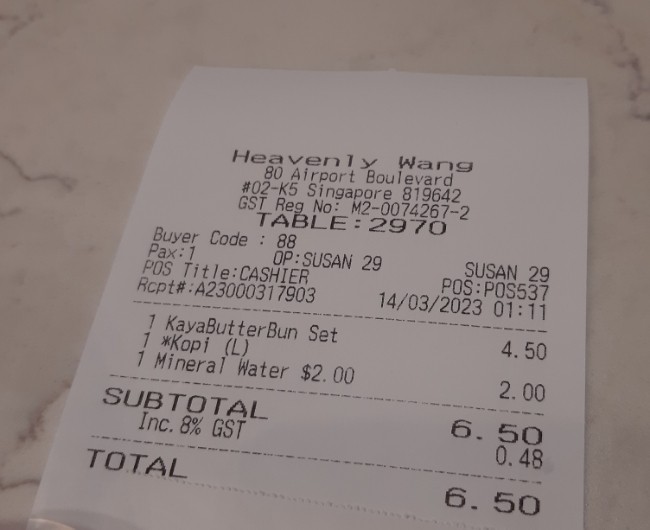 Heavenly Wang
80 Airport Boulevard
#02-K5 Singapore 819642
GST Reg No: M2-0074267-2
TABLE:2970
Buyer Code : 88
Pax:1 OP:SUSAN 29 SUSAN 29
POS Title:CASHIER POS:POS537
Rcpt#:A23000317903 14/03/2023 01:11
1 KayaButterBun Set 4.50
1 *Kopi (L)
1 Mineral Water $2.00 2.00
SUBTOTAL 6.50
Inc. 8% GST 0.48
TOTAL 6.50